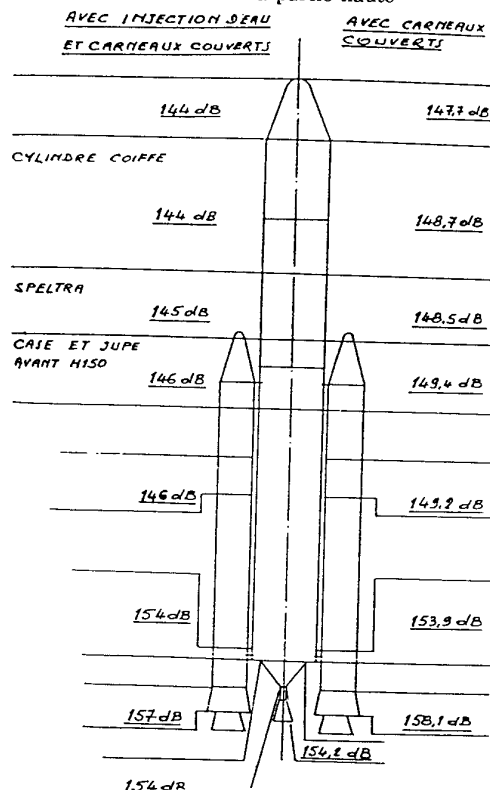 partie haute
AVEC INJECTION D'EAU
ET CARNEAUX COUVERTS
AVEC CARNEAUX
COUVERTS
144 dB
147,7 dB
CYLINDRE COIFFE
144 dB
148,7 dB
SPELTRA
145 dB
148,5 dB
CASE ET JUPE
AVANT H150
146 dB
149,4 dB
146 dB
149,2 dB
154 dB
153,9 dB
157 dB
158,1 dB
154,2 dB
154 dB